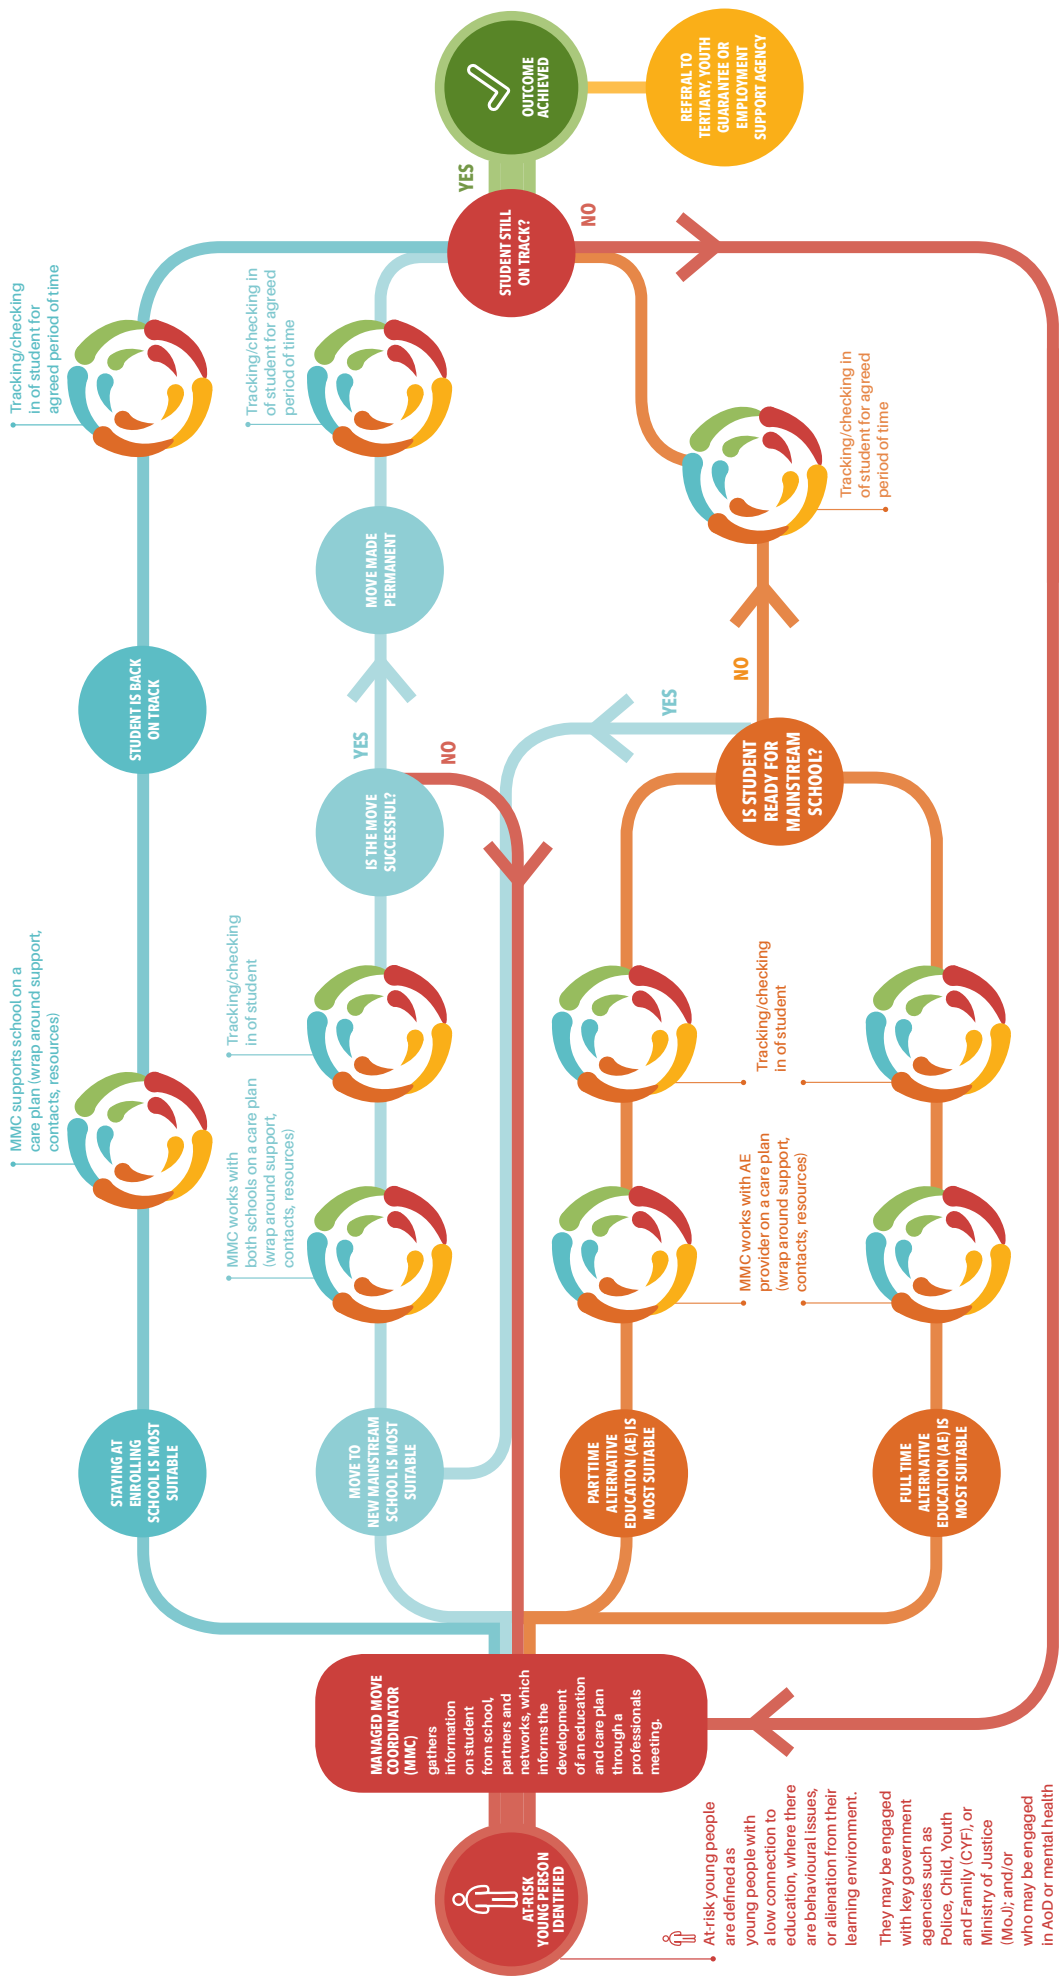 AT-RISK
YOUNG PERSON
IDENTIFIED
At-risk young people
are defined as
young people with
a low connection to
education, where there
are behavioural issues,
or alienation from their
learning environment.
They may be engaged
with key government
agencies such as
Police, Child, Youth
and Family (CYF), or
Ministry of Justice
(MoJ); and/or
who may be engaged
in AoD or mental health
MANAGED MOVE
COORDINATOR
(MMC)
gathers
information
on student
from school,
partners and
networks, which
informs the
development
of an education
and care plan
through a
professionals
meeting.
STAYING AT
ENROLLING
SCHOOL IS MOST
SUITABLE
MMC supports school on a
care plan (wrap around support,
contacts, resources)
STUDENT IS BACK
ON TRACK
Tracking/checking
in of student for
agreed period of time
MOVE TO
NEW MAINSTREAM
SCHOOL IS MOST
SUITABLE
MMC works with
both schools on a care plan
(wrap around support,
contacts, resources)
Tracking/checking
in of student
IS THE MOVE
SUCCESSFUL?
YES
NO
MOVE MADE
PERMANENT
Tracking/checking in
of student for agreed
period of time
PART TIME
ALTERNATIVE
EDUCATION (AE) IS
MOST SUITABLE
FULL TIME
ALTERNATIVE
EDUCATION (AE) IS
MOST SUITABLE
MMC works with AE
provider on a care plan
(wrap around support,
contacts, resources)
Tracking/checking
in of student
IS STUDENT
READY FOR
MAINSTREAM
SCHOOL?
YES
NO
Tracking/checking in
of student for agreed
period of time
STUDENT STILL
ON TRACK?
YES
NO
OUTCOME
ACHIEVED
REFERAL TO
TERTIARY, YOUTH
GUARANTEE OR
EMPLOYMENT
SUPPORT AGENCY